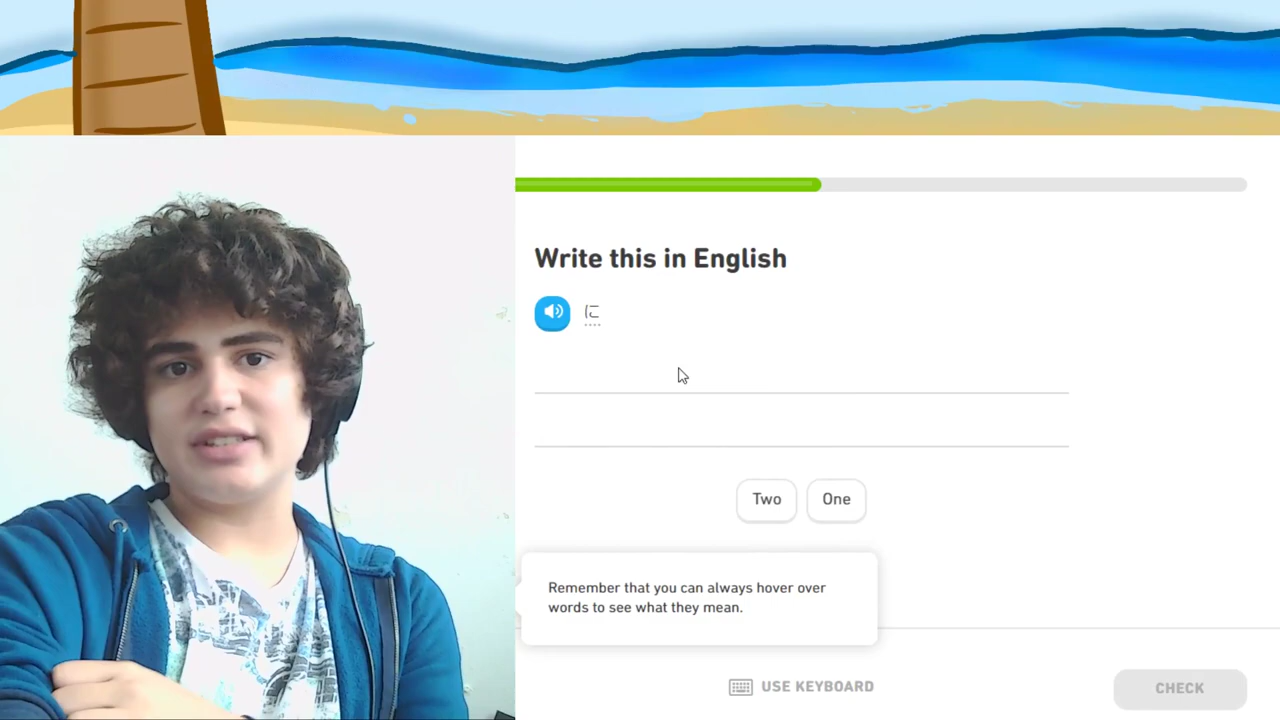 Write this in English
に
Two
One
Remember that you can always hover over
words to see what they mean.
USE KEYBOARD
CHECK